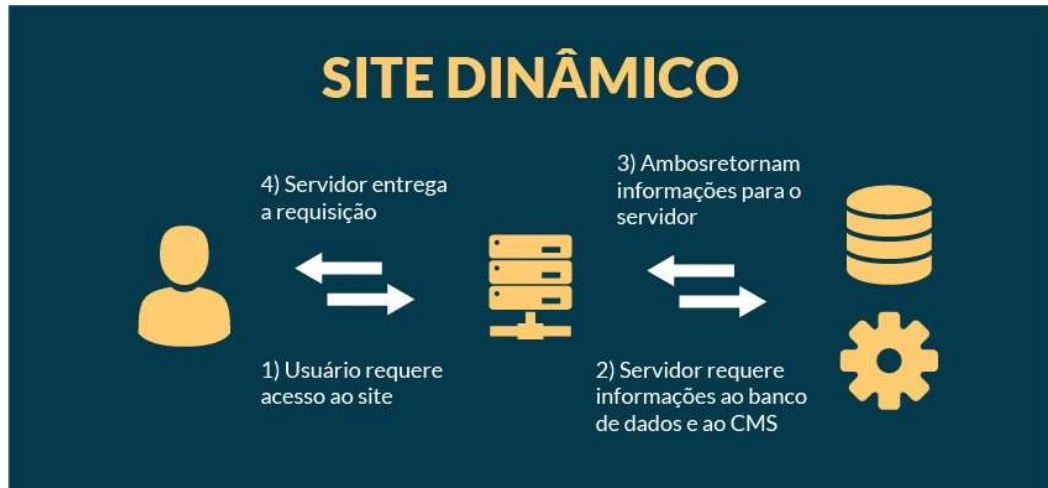 SITE DINÂMICO
4) Servidor entrega
a requisição
3) Ambosretornam
informações para o
servidor
1) Usuário requere
acesso ao site
2) Servidor requere
informações ao banco
de dados e ao CMS